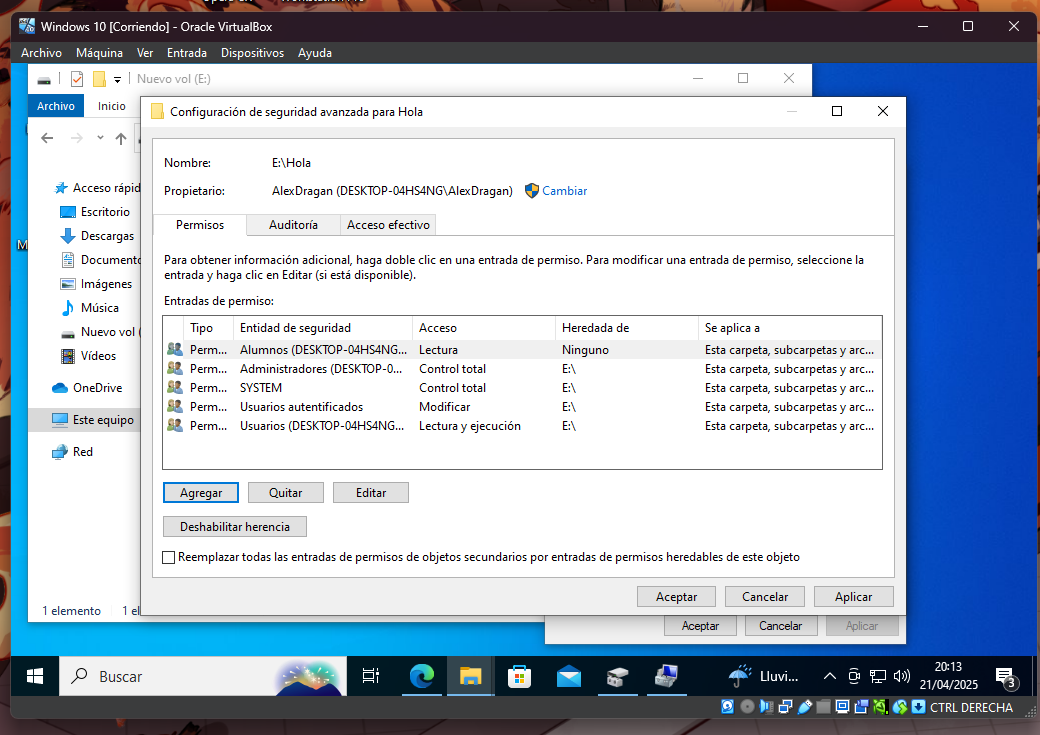 Windows 10 [Corriendo] - Oracle VirtualBox
Archivo Máquina Ver Entrada Dispositivos Ayuda
Nuevo vol (E:)
Archivo Inicio
Configuración de seguridad avanzada para Hola
Nombre: E:\Hola
Propietario: AlexDragan (DESKTOP-04HS4NG\AlexDragan) Cambiar
Permisos Auditoría Acceso efectivo
Para obtener información adicional, haga doble clic en una entrada de permiso. Para modificar una entrada de permiso, seleccione la
entrada y haga clic en Editar (si está disponible).
Entradas de permiso:
Tipo Entidad de seguridad Acceso Heredada de Se aplica a
Perm... Alumnos (DESKTOP-04HS4NG... Lectura Ninguno Esta carpeta, subcarpetas y arc...
Perm... Administradores (DESKTOP-0... Control total E:\ Esta carpeta, subcarpetas y arc...
Perm... SYSTEM Control total E:\ Esta carpeta, subcarpetas y arc...
Perm... Usuarios autentificados Modificar E:\ Esta carpeta, subcarpetas y arc...
Perm... Usuarios (DESKTOP-04HS4NG... Lectura y ejecución E:\ Esta carpeta, subcarpetas y arc...
Agregar Quitar Editar
Deshabilitar herencia
Reemplazar todas las entradas de permisos de objetos secundarios por entradas de permisos heredables de este objeto
Aceptar Cancelar Aplicar
Acceso rápid
Escritorio
Descargas
Documento
Imágenes
Música
Nuevo vol (
Vídeos
OneDrive
Este equipo
Red
1 elemento 1 el
Aceptar Cancelar Aplicar
Buscar
Lluvi...
20:13
21/04/2025
3
CTRL DERECHA